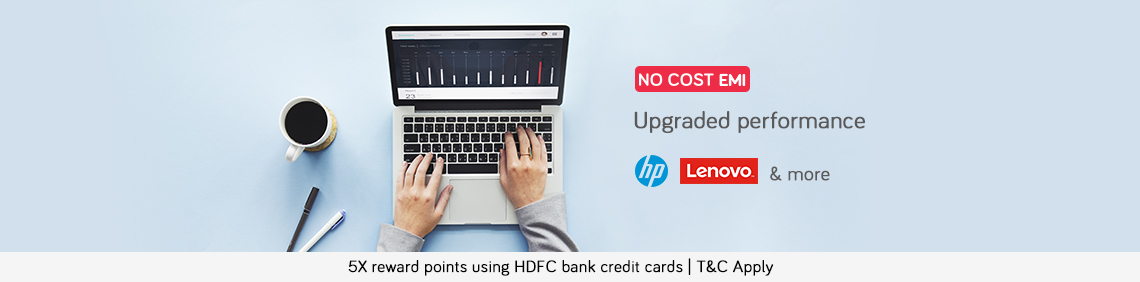 NO COST EMI
Upgraded performance
hp Lenovo. & more
5X reward points using HDFC bank credit cards | T&C Apply